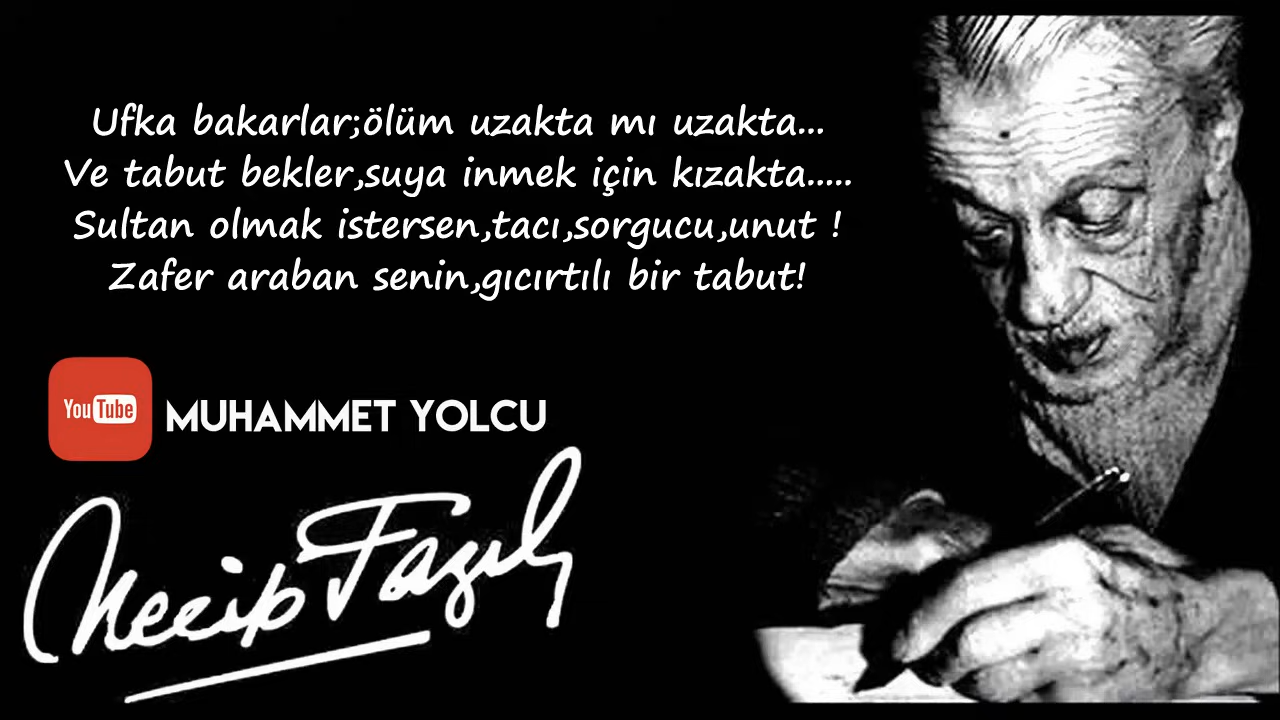 Ufka bakarlar;ölüm uzakta mı uzakta...
Ve tabut bekler,suya inmek için kızakta.....
Sultan olmak istersen,tacı,sorgucu,unut !
Zafer araban senin,gıcırtılı bir tabut!
YouTube
MUHAMMET YOLCU
Necip Fazıl